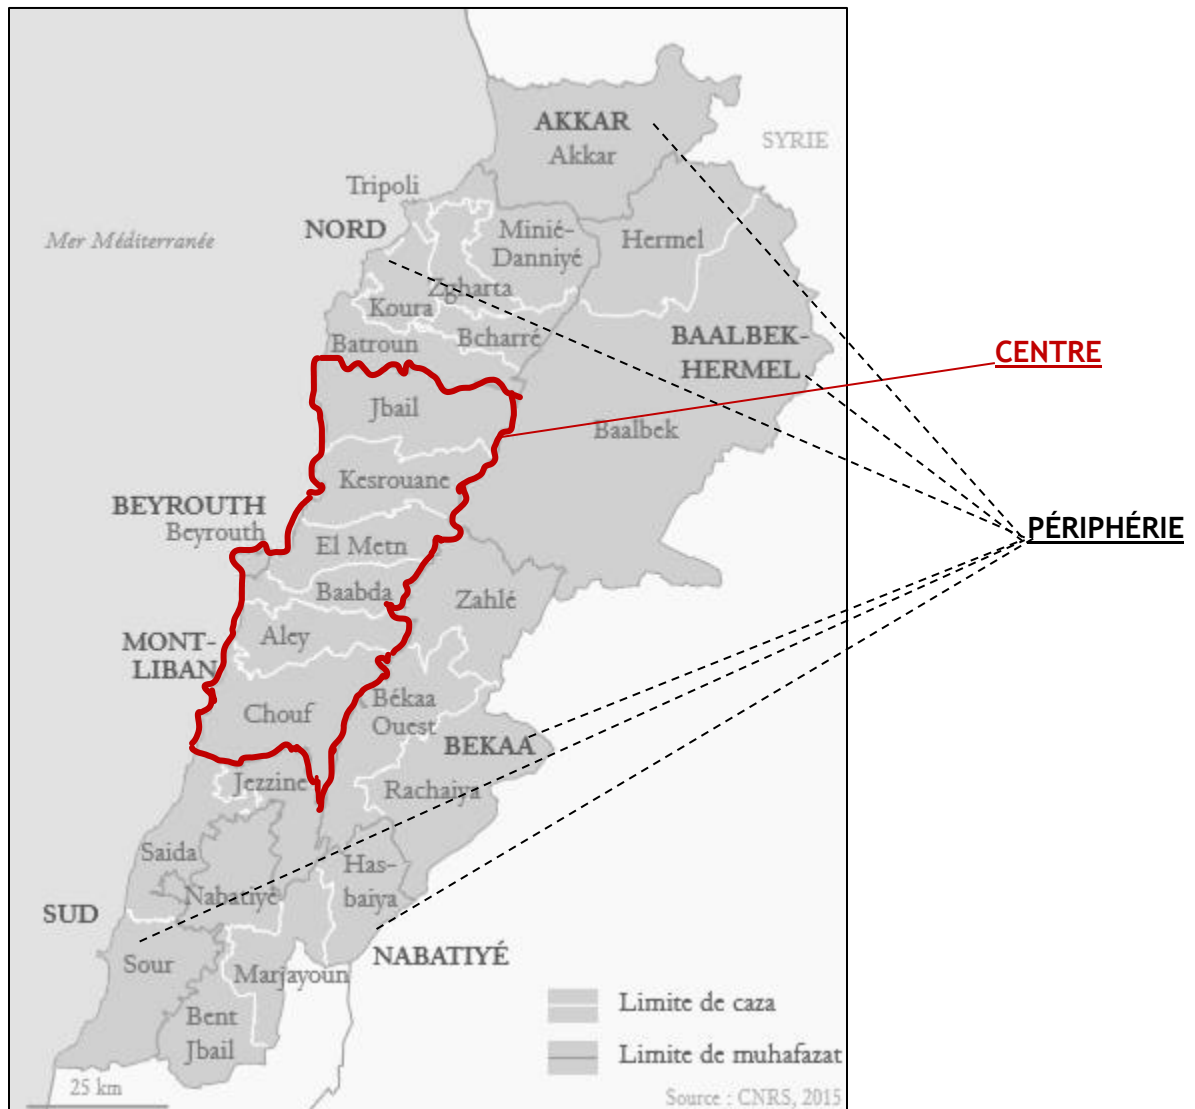 AKKAR
Akkar
SYRIE
Tripoli
NORD
Minié-
Danniyé
Hermel
Mer Méditerranée
Zgharta
Koura
Bcharré
Batroun
BAALBEK-
HERMEL
CENTRE
Jbail
Baalbek
Kesrouane
BEYROUTH
Beyrouth
El Metn
PÉRIPHÉRIE
Baabda
Zahlé
Aley
MONT-
LIBAN
Békaa
Ouest
Chouf
BEKAA
Jezzine
Rachaiya
Saida
Has-
baiya
Nabatiyé
SUD
Sour
NABATIYÉ
Marjayoun
Bent
Jbail
Limite de caza
Limite de muhafazat
25 km
Source : CNRS, 2015